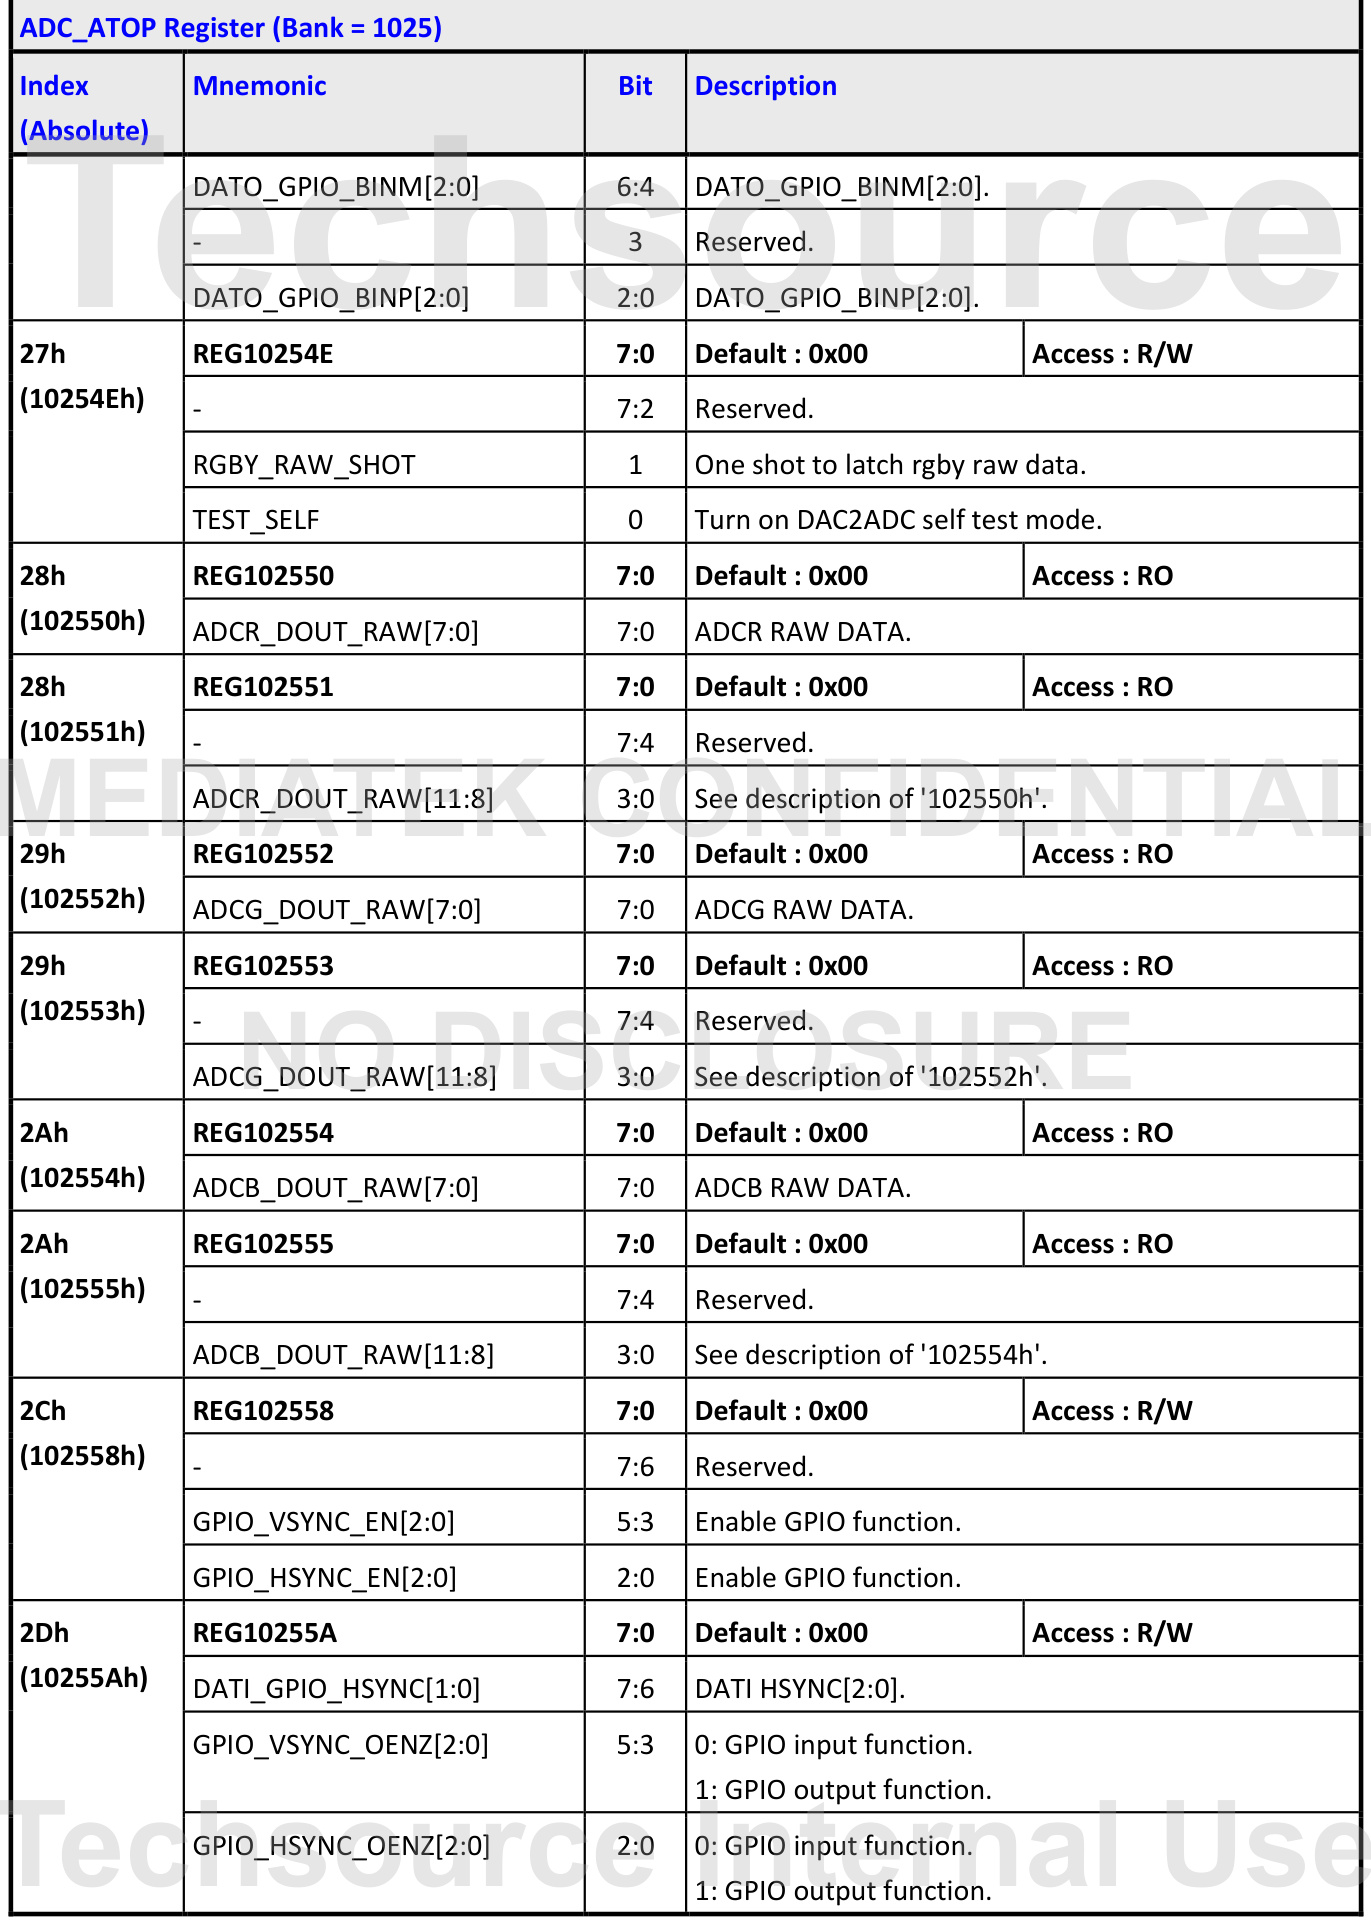 ADC_ATOP Register (Bank = 1025)
Index (Absolute) Mnemonic Bit Description
DATO_GPIO_BINM[2:0] 6:4 DATO_GPIO_BINM[2:0].
- 3 Reserved.
DATO_GPIO_BINP[2:0] 2:0 DATO_GPIO_BINP[2:0].
27h (10254Eh) REG10254E 7:0 Default : 0x00 Access : R/W
- 7:2 Reserved.
RGBY_RAW_SHOT 1 One shot to latch rgby raw data.
TEST_SELF 0 Turn on DAC2ADC self test mode.
28h (102550h) REG102550 7:0 Default : 0x00 Access : RO
ADCR_DOUT_RAW[7:0] 7:0 ADCR RAW DATA.
28h (102551h) REG102551 7:0 Default : 0x00 Access : RO
- 7:4 Reserved.
ADCR_DOUT_RAW[11:8] 3:0 See description of '102550h'.
29h (102552h) REG102552 7:0 Default : 0x00 Access : RO
ADCG_DOUT_RAW[7:0] 7:0 ADCG RAW DATA.
29h (102553h) REG102553 7:0 Default : 0x00 Access : RO
- 7:4 Reserved.
ADCG_DOUT_RAW[11:8] 3:0 See description of '102552h'.
2Ah (102554h) REG102554 7:0 Default : 0x00 Access : RO
ADCB_DOUT_RAW[7:0] 7:0 ADCB RAW DATA.
2Ah (102555h) REG102555 7:0 Default : 0x00 Access : RO
- 7:4 Reserved.
ADCB_DOUT_RAW[11:8] 3:0 See description of '102554h'.
2Ch (102558h) REG102558 7:0 Default : 0x00 Access : R/W
- 7:6 Reserved.
GPIO_VSYNC_EN[2:0] 5:3 Enable GPIO function.
GPIO_HSYNC_EN[2:0] 2:0 Enable GPIO function.
2Dh (10255Ah) REG10255A 7:0 Default : 0x00 Access : R/W
DATI_GPIO_HSYNC[1:0] 7:6 DATI HSYNC[2:0].
GPIO_VSYNC_OENZ[2:0] 5:3 0: GPIO input function.
1: GPIO output function.
GPIO_HSYNC_OENZ[2:0] 2:0 0: GPIO input function.
1: GPIO output function.
Techsource
MEDIATEK CONFIDENTIAL
NO DISCLOSURE
Techsource Internal Use